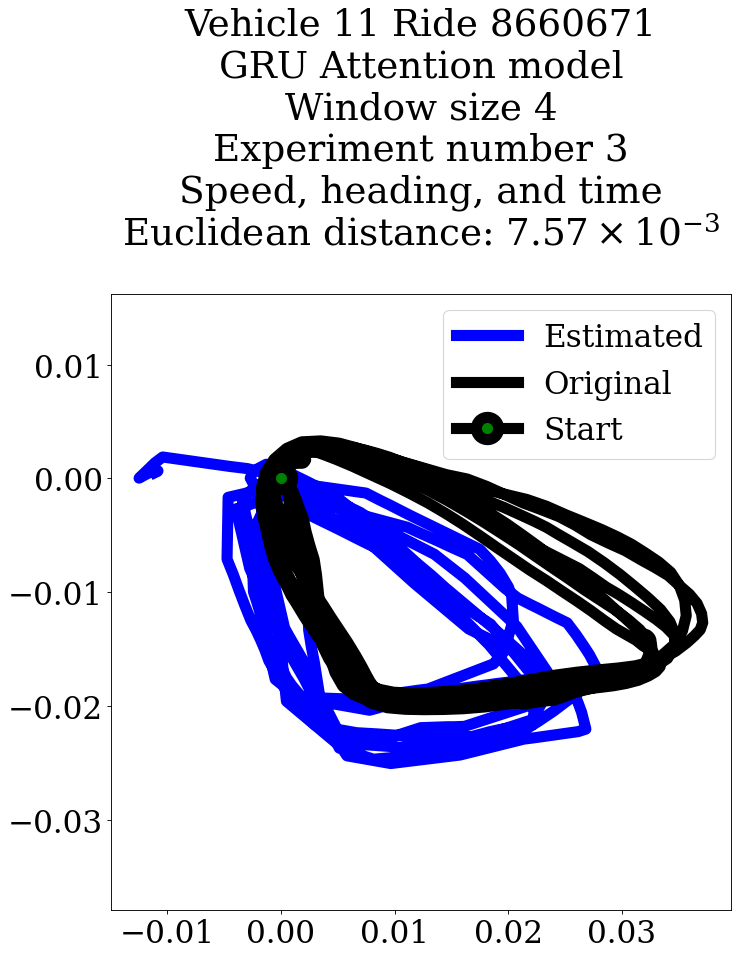 Vehicle 11 Ride 8660671
GRU Attention model
Window size 4
Experiment number 3
Speed, heading, and time
Euclidean distance: 7.57 × 10⁻³
Estimated
Original
Start
0.01
0.00
−0.01
−0.02
−0.03
−0.01 0.00 0.01 0.02 0.03